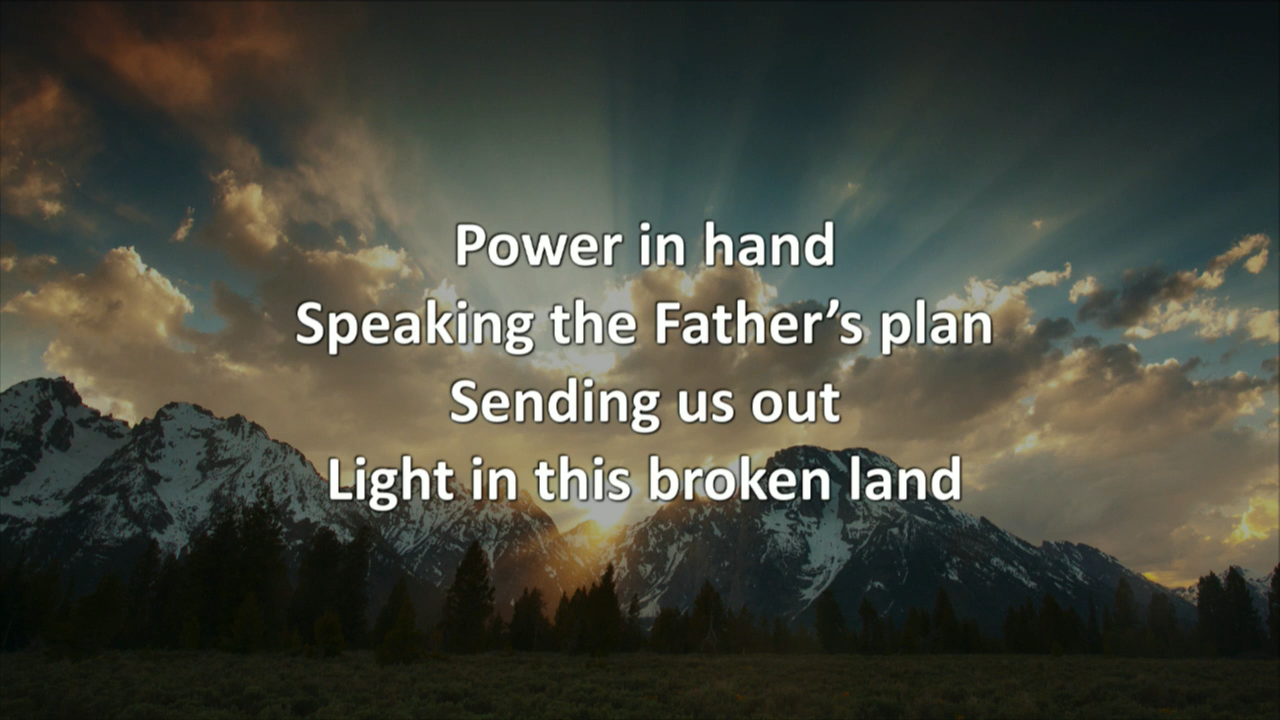 Power in hand
Speaking the Father’s plan
Sending us out
Light in this broken land